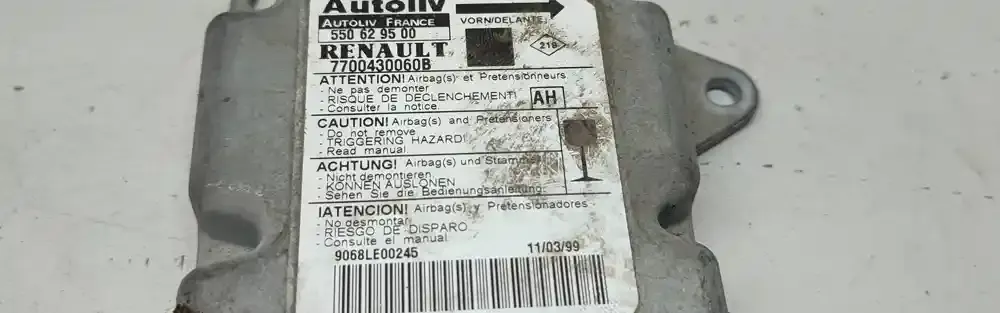 Autoliv
VORN/DELANTE
AUTOLIV FRANCE
550 62 95 00
RENAULT
7700430060B
210
ATTENTION! Airbag(s) et Pretensionneurs
- Ne pas demonter
- RISQUE DE DECLENCHEMENT!
- Consulter la notice.
AH
CAUTION! Airbag(s) and Pretensioners
- Do not remove
- TRIGGERING HAZARD!
- Read manual.
ACHTUNG! Airbag(s) und
- Nicht demontieren
- KONNEN AUSLONEN
- Sehen Sie die Bedienungsanleitung.
IATENCION! Airbag(s) y Pretensionadores
- No desmontar
- RIESGO DE DISPARO
- Consulte el manual
9068LE00245
11/03/99